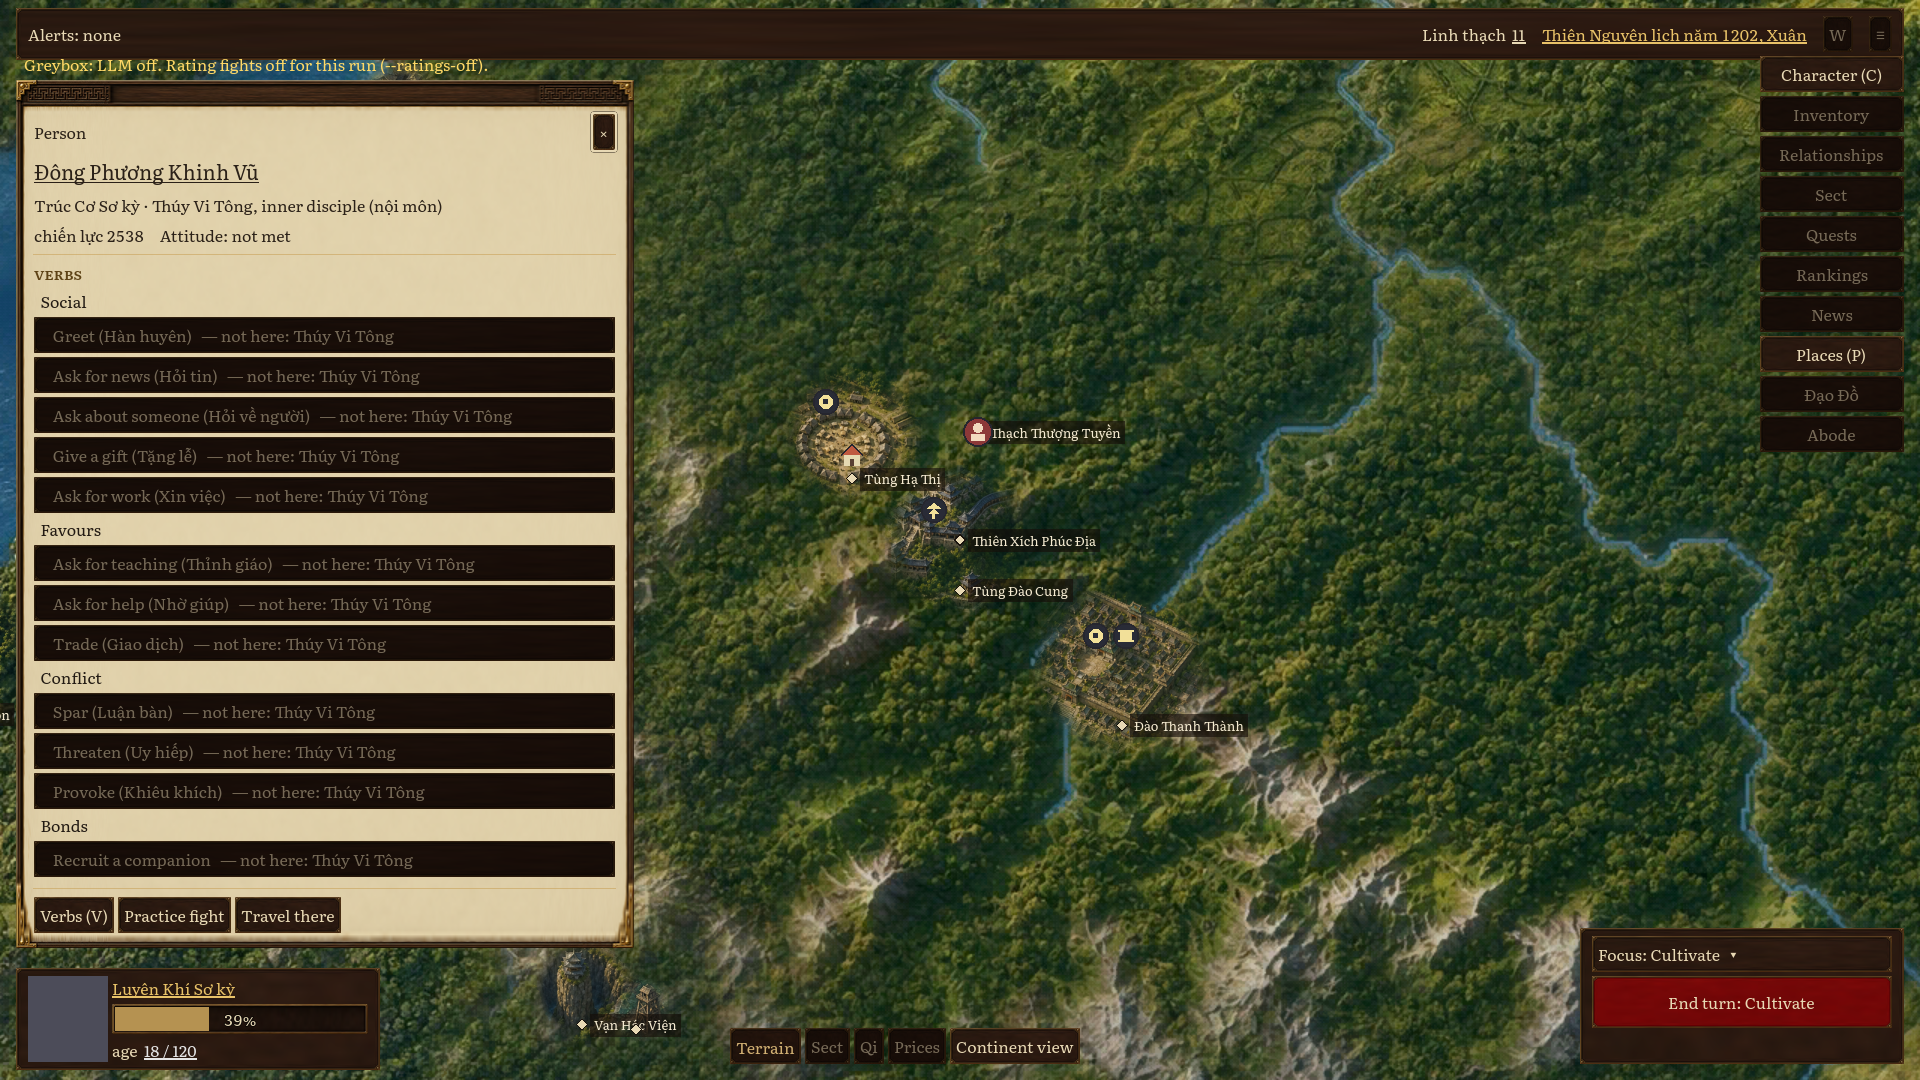 Alerts: none
Linh thạch 11 Thiên Nguyên lịch năm 1202, Xuân W ≡
Greybox: LLM off. Rating fights off for this run (--ratings-off).
Person ×
Đông Phương Khinh Vũ
Trúc Cơ Sơ kỳ · Thúy Vi Tông, inner disciple (nội môn)
chiến lực 2538 Attitude: not met
VERBS
Social
Greet (Hàn huyên) — not here: Thúy Vi Tông
Ask for news (Hỏi tin) — not here: Thúy Vi Tông
Ask about someone (Hỏi về người) — not here: Thúy Vi Tông
Give a gift (Tặng lễ) — not here: Thúy Vi Tông
Ask for work (Xin việc) — not here: Thúy Vi Tông
Favours
Ask for teaching (Thỉnh giáo) — not here: Thúy Vi Tông
Ask for help (Nhờ giúp) — not here: Thúy Vi Tông
Trade (Giao dịch) — not here: Thúy Vi Tông
Conflict
Spar (Luận bàn) — not here: Thúy Vi Tông
Threaten (Uy hiếp) — not here: Thúy Vi Tông
Provoke (Khiêu khích) — not here: Thúy Vi Tông
Bonds
Recruit a companion — not here: Thúy Vi Tông
Verbs (V) Practice fight Travel there
Luyện Khí Sơ kỳ
39%
age 18 / 120
Thạch Thượng Tuyền
Tùng Hạ Thị
Thiên Xích Phúc Địa
Tùng Đào Cung
Đào Thanh Thành
Vạn Viện
Terrain Sect Qi Prices Continent view
Character (C)
Inventory
Relationships
Sect
Quests
Rankings
News
Places (P)
Đạo Đồ
Abode
Focus: Cultivate ▾
End turn: Cultivate